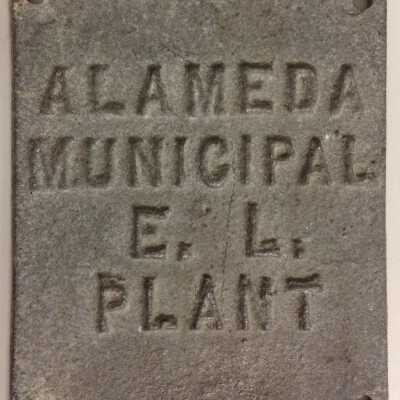 ALAMEDA
MUNICIPAL
E. L.
PLANT